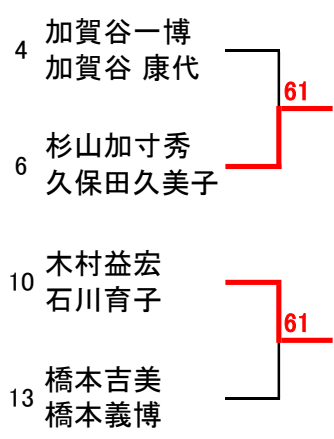 4
加賀谷一博
加賀谷 康代
61
6
杉山加寸秀
久保田久美子
10
木村益宏
石川育子
61
13
橋本吉美
橋本義博